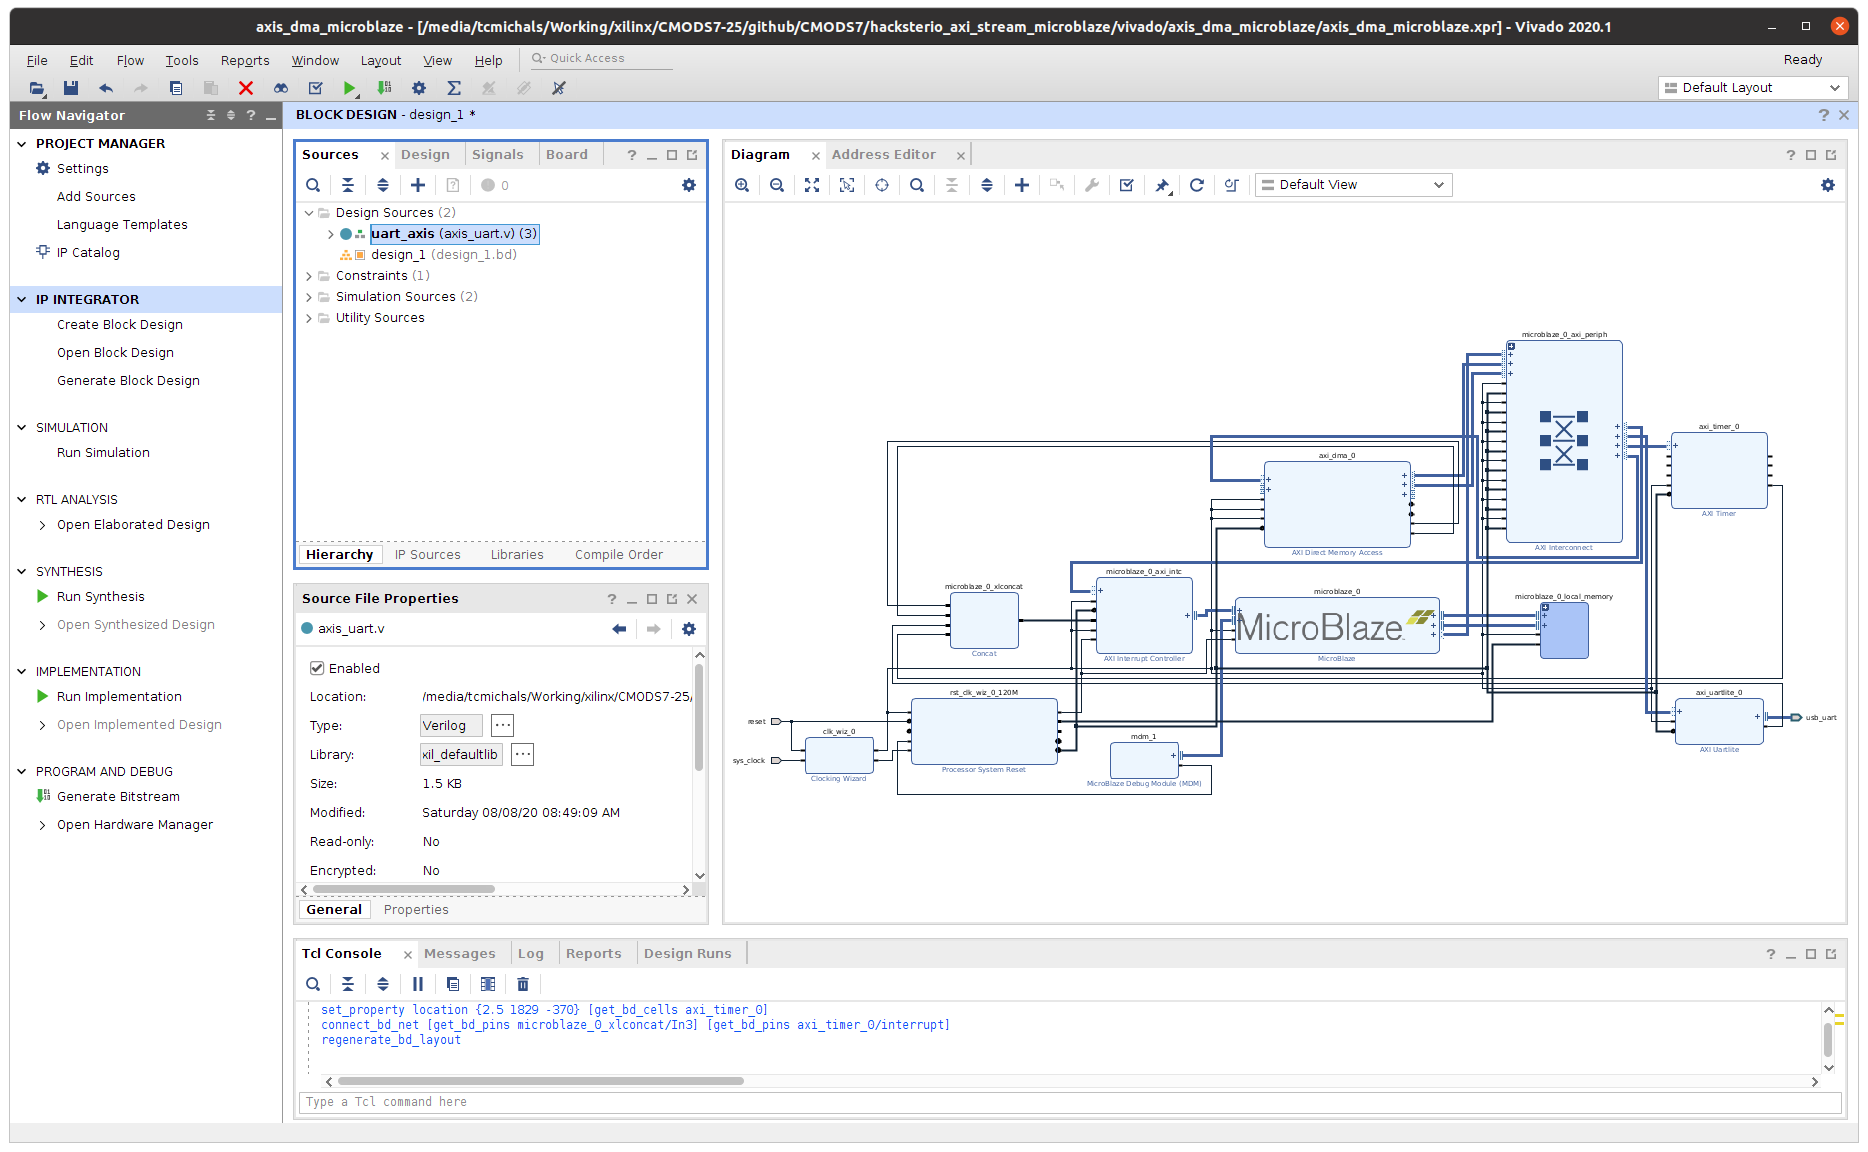 axis_dma_microblaze - [/media/tcmichals/Working/xilinx/CMODS7-25/github/CMODS7/hacksterio_axi_stream_microblaze/vivado/axis_dma_microblaze/axis_dma_microblaze.xpr] - Vivado 2020.1
File Edit Flow Tools Reports Window Layout View Help Quick Access Ready
Default Layout
Flow Navigator
PROJECT MANAGER
Settings
Add Sources
Language Templates
IP Catalog
IP INTEGRATOR
Create Block Design
Open Block Design
Generate Block Design
SIMULATION
Run Simulation
RTL ANALYSIS
Open Elaborated Design
SYNTHESIS
Run Synthesis
Open Synthesized Design
IMPLEMENTATION
Run Implementation
Open Implemented Design
PROGRAM AND DEBUG
Generate Bitstream
Open Hardware Manager
BLOCK DESIGN - design_1 *
Sources Design Signals Board
0
Design Sources (2)
uart_axis (axis_uart.v) (3)
design_1 (design_1.bd)
Constraints (1)
Simulation Sources (2)
Utility Sources
Hierarchy IP Sources Libraries Compile Order
Source File Properties
axis_uart.v
Enabled
Location: /media/tcmichals/Working/xilinx/CMODS7-25/
Type: Verilog ...
Library: xil_defaultlib ...
Size: 1.5 KB
Modified: Saturday 08/08/20 08:49:09 AM
Read-only: No
Encrypted: No
General Properties
Diagram Address Editor
Default View
microblaze_0_axi_periph
AXI Interconnect
axi_timer_0
AXI Timer
axi_dma_0
AXI Direct Memory Access
microblaze_0_xlconcat
Concat
microblaze_0_axi_intc
AXI Interrupt Controller
microblaze_0
MicroBlaze
MicroBlaze
microblaze_0_local_memory
rst_clk_wiz_0_120M
Processor System Reset
axi_uartlite_0
AXI Uartlite
usb_uart
reset
sys_clock
clk_wiz_0
Clocking Wizard
mdm_1
MicroBlaze Debug Module (MDM)
Tcl Console Messages Log Reports Design Runs
set_property location {2.5 1829 -370} [get_bd_cells axi_timer_0]
connect_bd_net [get_bd_pins microblaze_0_xlconcat/In3] [get_bd_pins axi_timer_0/interrupt]
regenerate_bd_layout
Type a Tcl command here